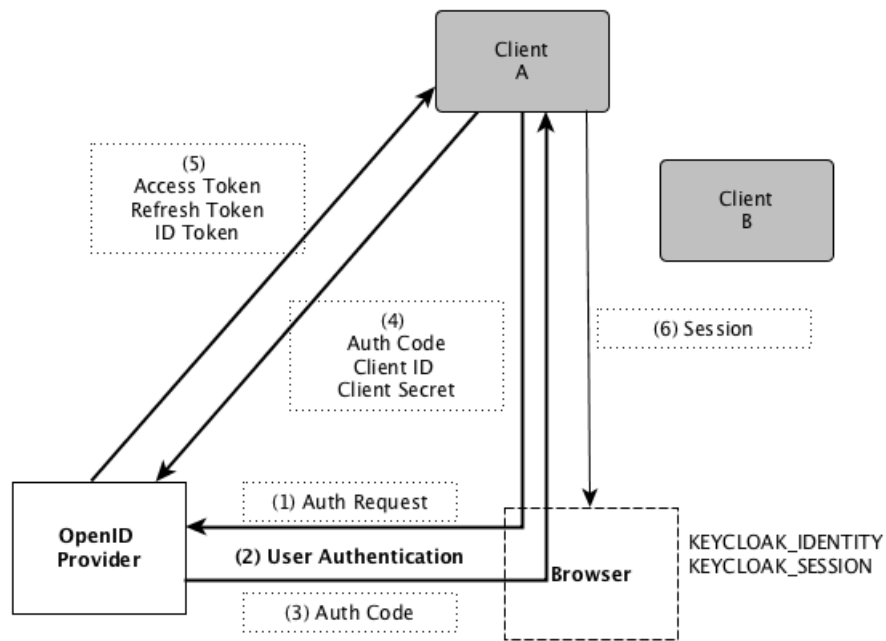 Client
A
(5)
Access Token
Refresh Token
ID Token
Client
B
(4)
Auth Code
Client ID
Client Secret
(6) Session
(1) Auth Request
OpenID
Provider
(2) User Authentication
(3) Auth Code
Browser
KEYCLOAK_IDENTITY
KEYCLOAK_SESSION